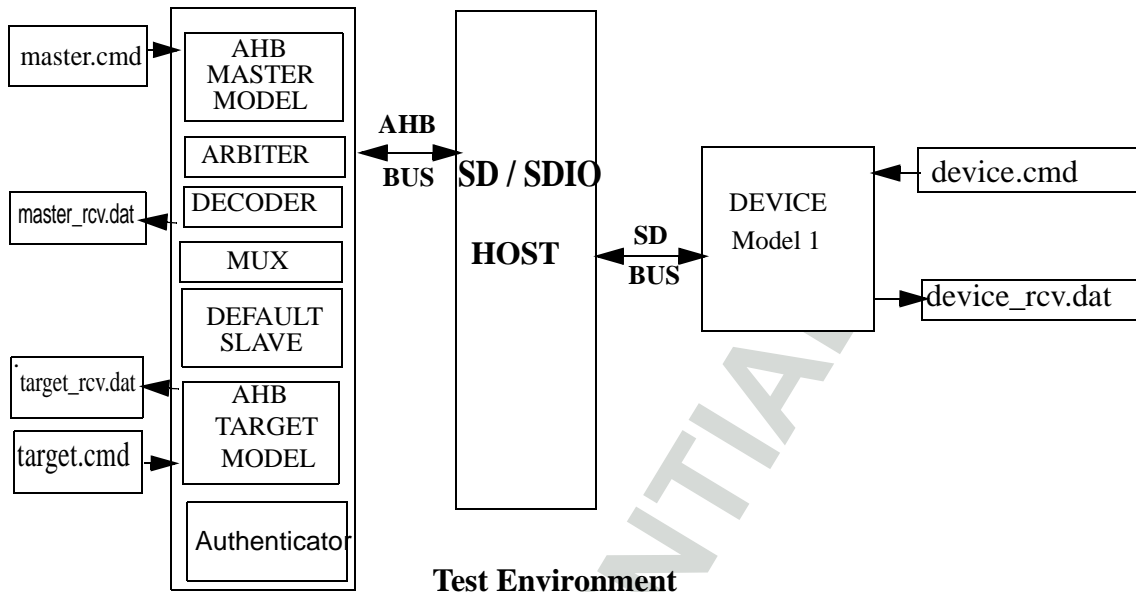 master.cmd
AHB
MASTER
MODEL
ARBITER
master_rcv.dat
DECODER
MUX
DEFAULT
SLAVE
target_rcv.dat
AHB
TARGET
MODEL
target.cmd
Authenticator
AHB
BUS
SD / SDIO
HOST
SD
BUS
DEVICE
Model 1
device.cmd
device_rcv.dat
Test Environment
NTIA